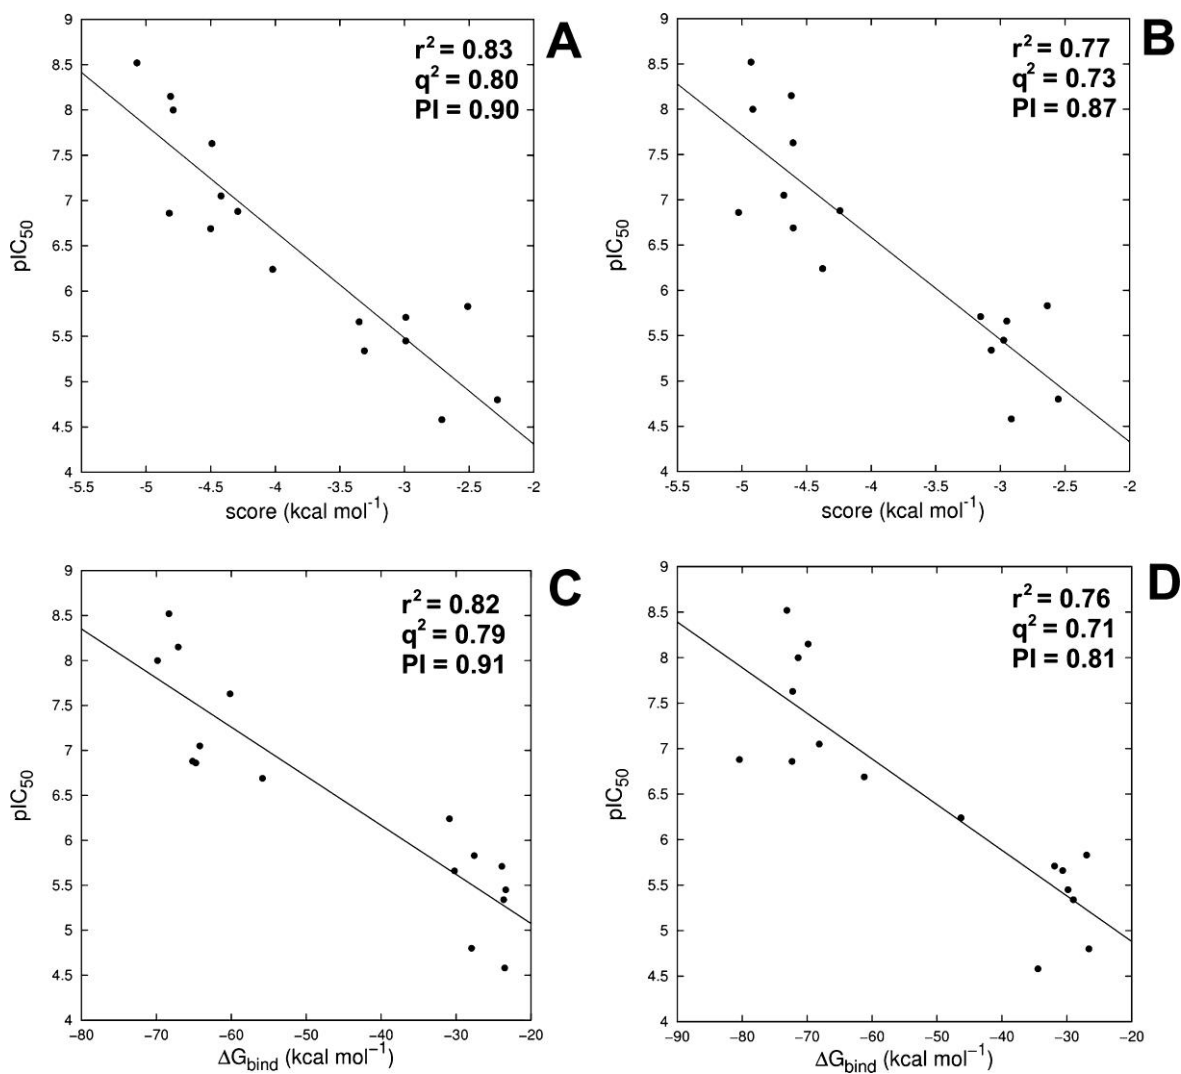 A
r² = 0.83
q² = 0.80
PI = 0.90
9
8.5
8
7.5
7
6.5
6
5.5
5
4.5
4
pIC₅₀
-5.5 -5 -4.5 -4 -3.5 -3 -2.5 -2
score (kcal mol⁻¹)
B
r² = 0.77
q² = 0.73
PI = 0.87
9
8.5
8
7.5
7
6.5
6
5.5
5
4.5
4
pIC₅₀
-5.5 -5 -4.5 -4 -3.5 -3 -2.5 -2
score (kcal mol⁻¹)
C
r² = 0.82
q² = 0.79
PI = 0.91
9
8.5
8
7.5
7
6.5
6
5.5
5
4.5
4
pIC₅₀
−80 −70 −60 −50 −40 −30 −20
ΔG_bind (kcal mol⁻¹)
D
r² = 0.76
q² = 0.71
PI = 0.81
9
8.5
8
7.5
7
6.5
6
5.5
5
4.5
4
pIC₅₀
−90 −80 −70 −60 −50 −40 −30 −20
ΔG_bind (kcal mol⁻¹)